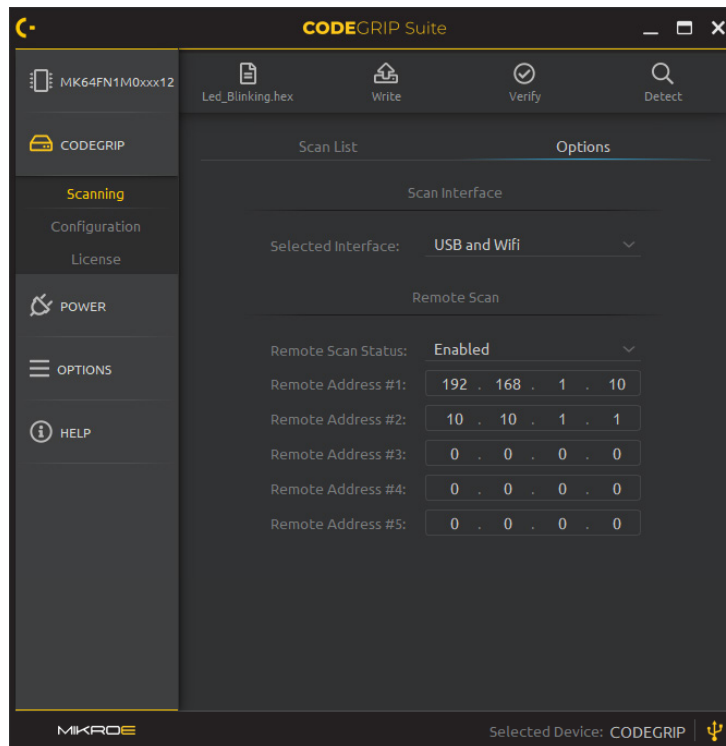 CODEGRIP Suite
MK64FN1M0xxx12
Led_Blinking.hex
Write
Verify
Detect
CODEGRIP
Scanning
Configuration
License
POWER
OPTIONS
HELP
Scan List
Options
Scan Interface
Selected Interface: USB and Wifi
Remote Scan
Remote Scan Status: Enabled
Remote Address #1: 192 . 168 . 1 . 10
Remote Address #2: 10 . 10 . 1 . 1
Remote Address #3: 0 . 0 . 0 . 0
Remote Address #4: 0 . 0 . 0 . 0
Remote Address #5: 0 . 0 . 0 . 0
MIKROE
Selected Device: CODEGRIP